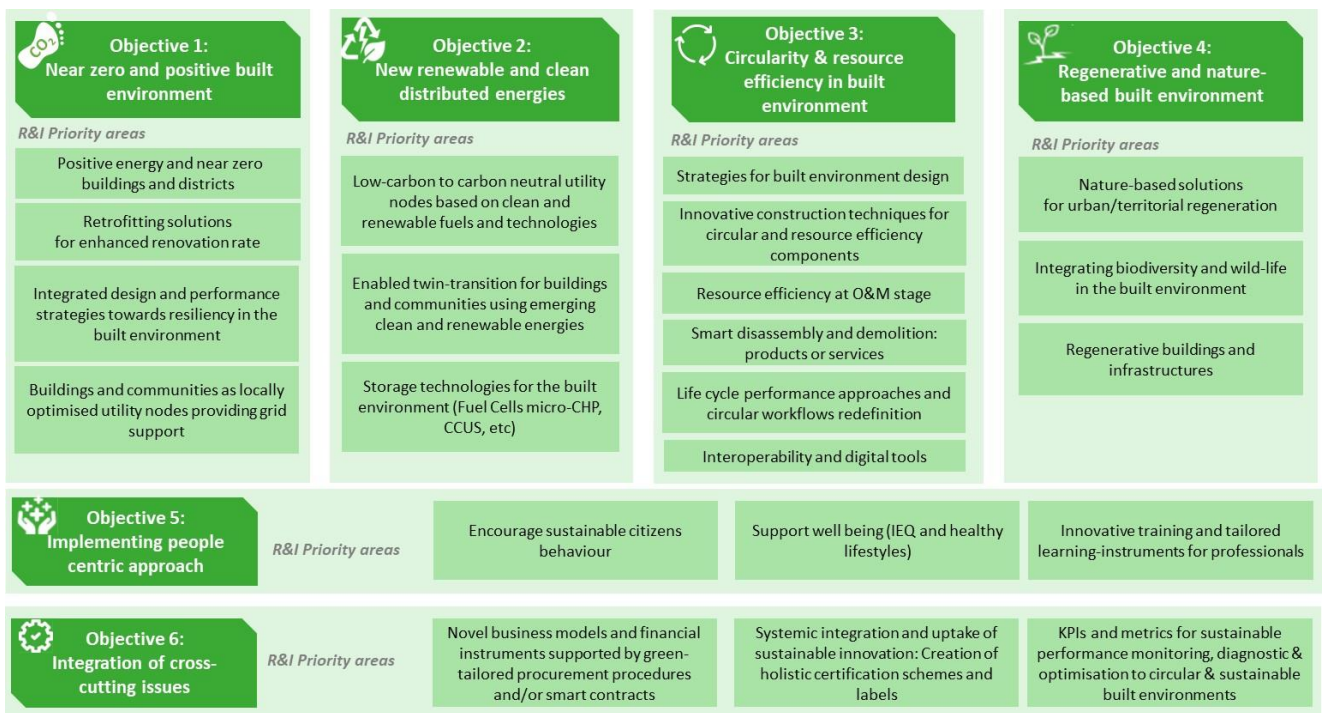 CO₂
Objective 1:
Near zero and positive built
environment
R&I Priority areas
Positive energy and near zero
buildings and districts
Retrofitting solutions
for enhanced renovation rate
Integrated design and performance
strategies towards resiliency in the
built environment
Buildings and communities as locally
optimised utility nodes providing grid
support
Objective 2:
New renewable and clean
distributed energies
R&I Priority areas
Low-carbon to carbon neutral utility
nodes based on clean and
renewable fuels and technologies
Enabled twin-transition for buildings
and communities using emerging
clean and renewable energies
Storage technologies for the built
environment (Fuel Cells micro-CHP,
CCUS, etc)
Objective 3:
Circularity & resource
efficiency in built
environment
R&I Priority areas
Strategies for built environment design
Innovative construction techniques for
circular and resource efficiency
components
Resource efficiency at O&M stage
Smart disassembly and demolition:
products or services
Life cycle performance approaches and
circular workflows redefinition
Interoperability and digital tools
Objective 4:
Regenerative and nature-
based built environment
R&I Priority areas
Nature-based solutions
for urban/territorial regeneration
Integrating biodiversity and wild-life
in the built environment
Regenerative buildings and
infrastructures
Objective 5:
Implementing people
centric approach
R&I Priority areas
Encourage sustainable citizens
behaviour
Support well being (IEQ and healthy
lifestyles)
Innovative training and tailored
learning-instruments for professionals
Objective 6:
Integration of cross-
cutting issues
R&I Priority areas
Novel business models and financial
instruments supported by green-
tailored procurement procedures
and/or smart contracts
Systemic integration and uptake of
sustainable innovation: Creation of
holistic certification schemes and
labels
KPIs and metrics for sustainable
performance monitoring, diagnostic &
optimisation to circular & sustainable
built environments